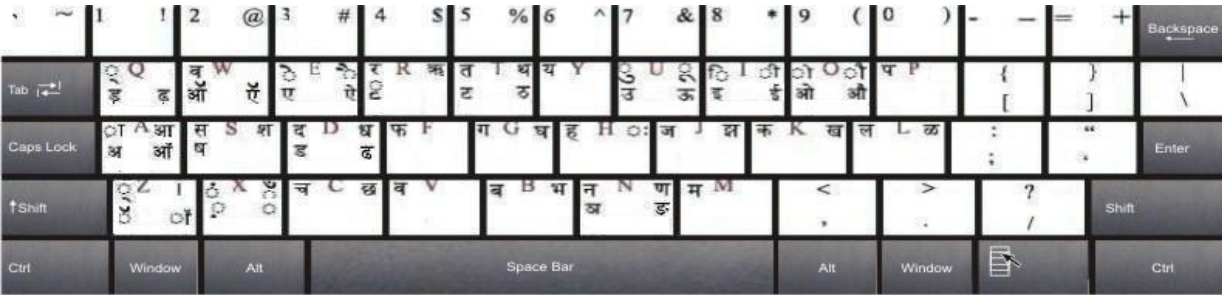 ` ~ 1 ! 2 @ 3 # 4 $ 5 % 6 ^ 7 & 8 * 9 ( 0 ) - _ = + Backspace
Tab Q W E R T Y U I O P { } |
ए ऐ र ऋ त थ य प
ऑ ऍ ट ठ उ ऊ इ ई ओ औ [ ] \
Caps Lock A आ स S श द D ध फ F ग G घ ह H ज J झ क K ख ल L ळ : “ Enter
अ ऑ ष ड ढ ; ‘
Shift Z । X च C छ व V ब B भ न N ण म M < > ? Shift
ञ ङ , . /
Ctrl Window Alt Space Bar Alt Window Ctrl